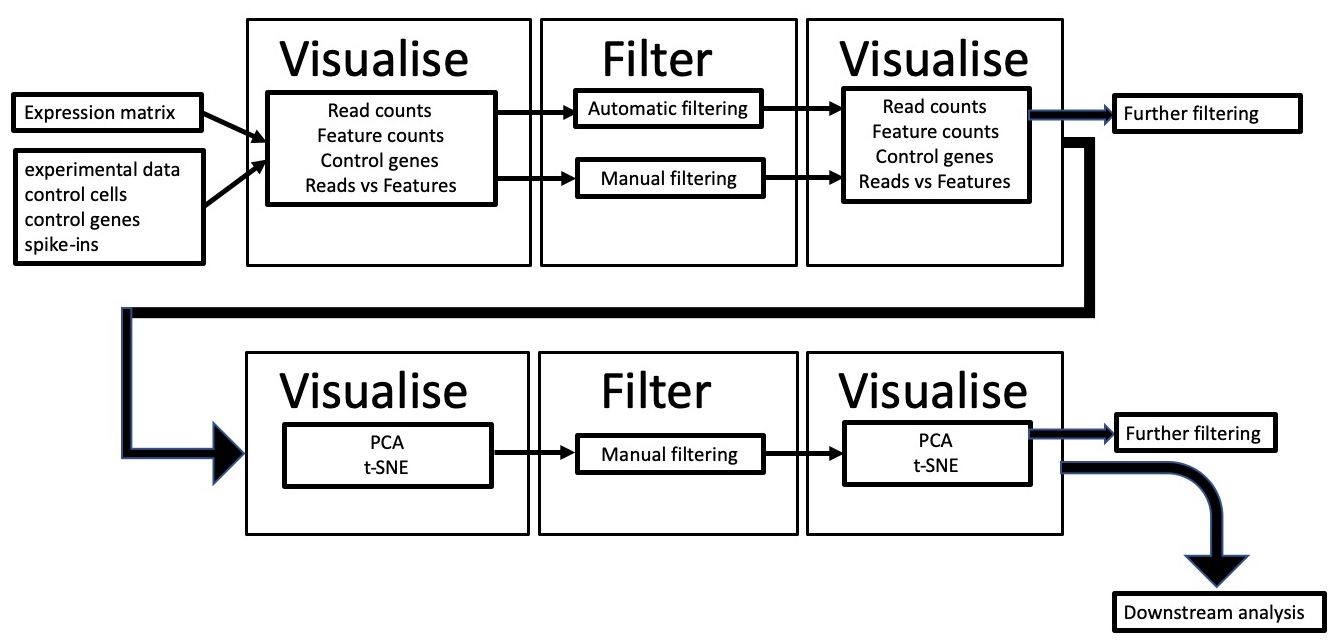 Visualise
Filter
Visualise
Expression matrix
experimental data
control cells
control genes
spike-ins
Read counts
Feature counts
Control genes
Reads vs Features
Automatic filtering
Manual filtering
Read counts
Feature counts
Control genes
Reads vs Features
Further filtering
Visualise
Filter
Visualise
PCA
t-SNE
Manual filtering
PCA
t-SNE
Further filtering
Downstream analysis